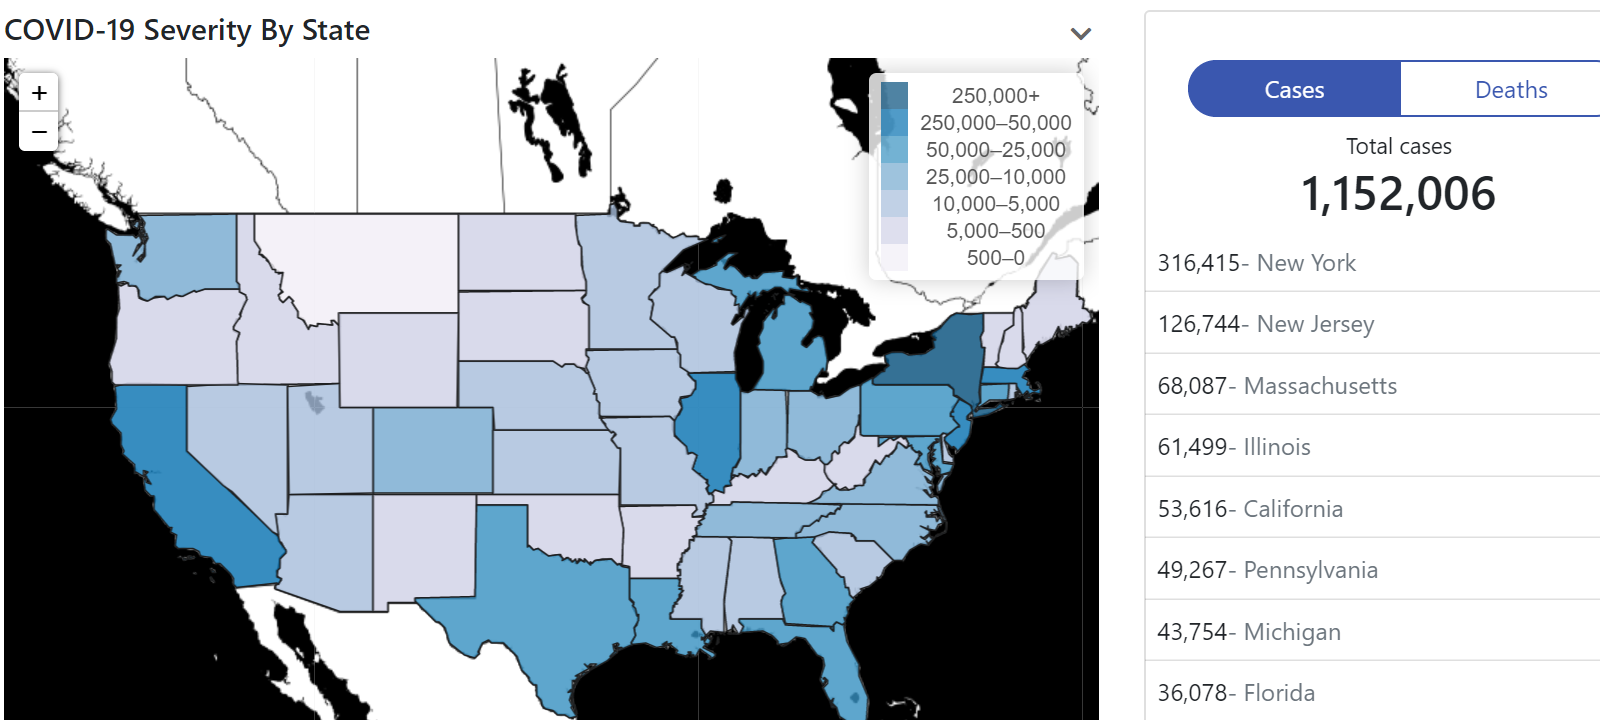 COVID-19 Severity By State
+
−
250,000+
250,000–50,000
50,000–25,000
25,000–10,000
10,000–5,000
5,000–500
500–0
Cases
Deaths
Total cases
1,152,006
316,415- New York
126,744- New Jersey
68,087- Massachusetts
61,499- Illinois
53,616- California
49,267- Pennsylvania
43,754- Michigan
36,078- Florida